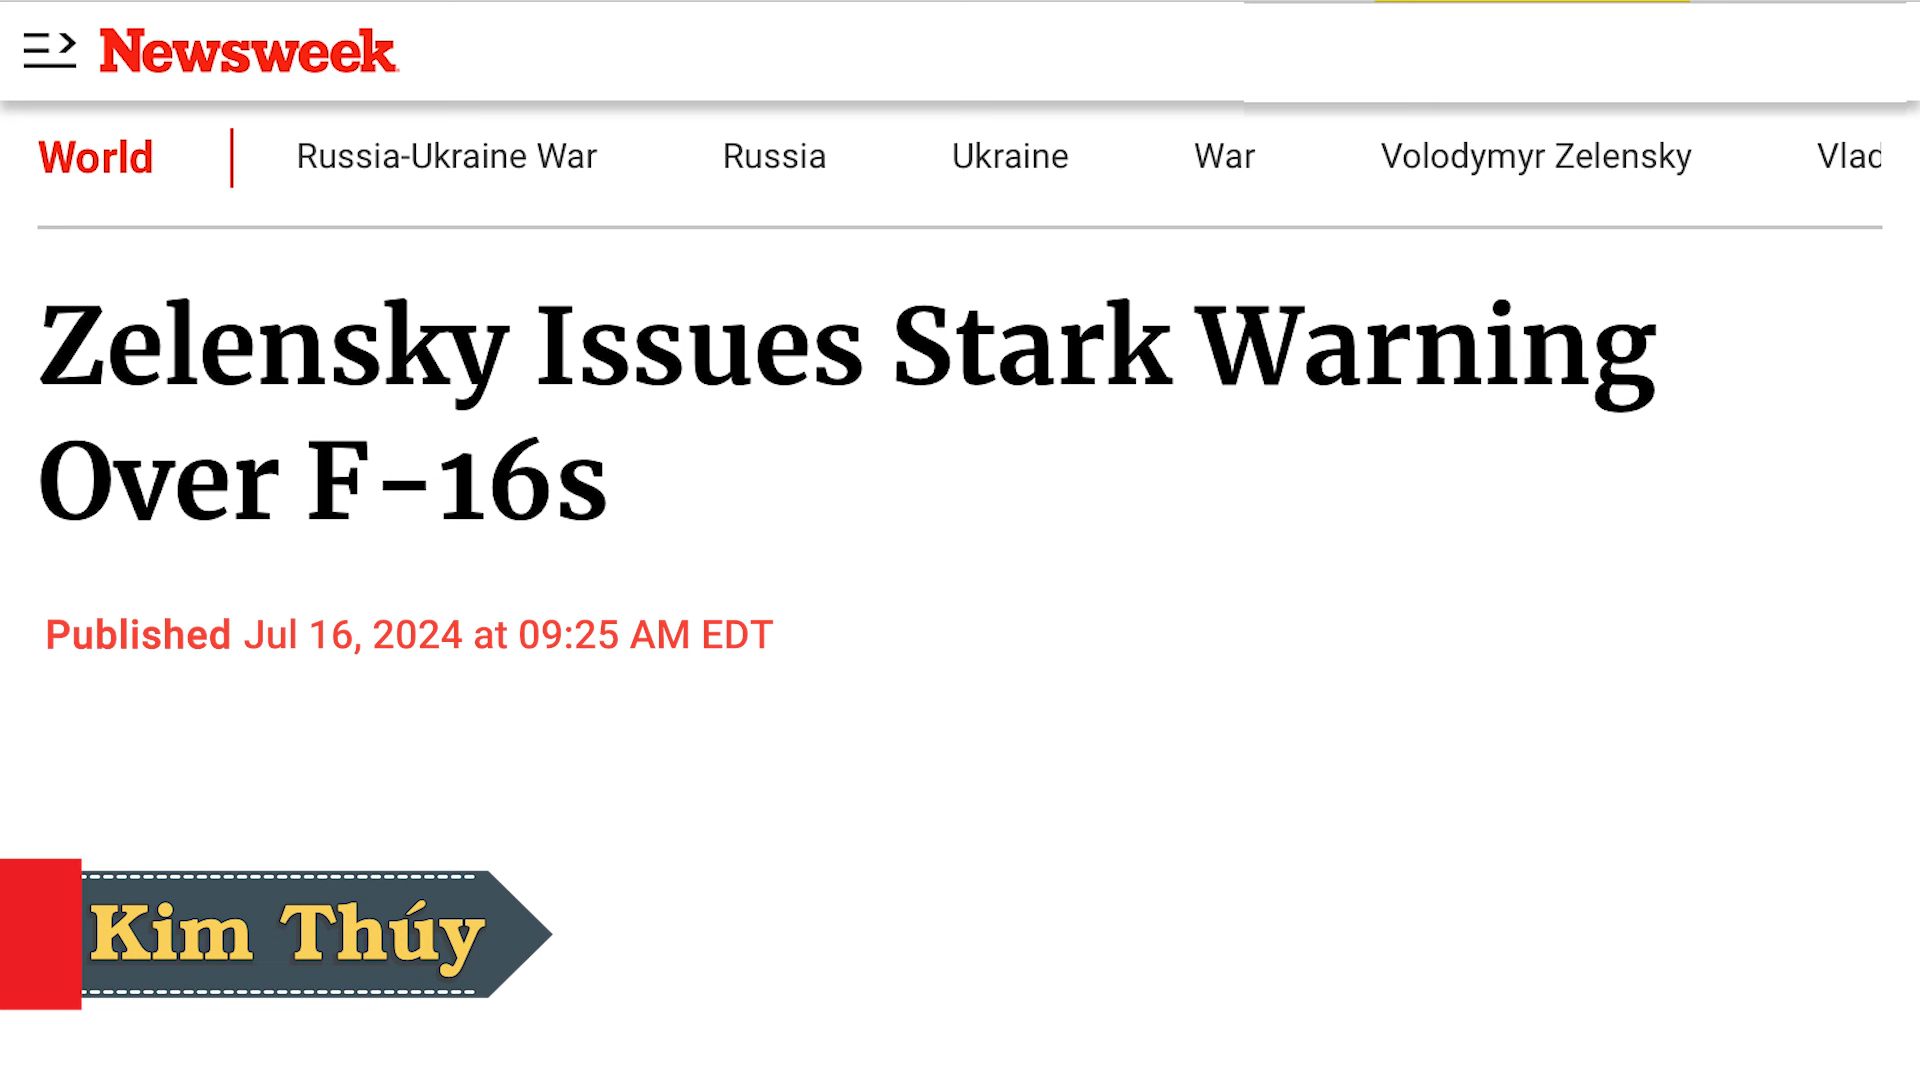 Newsweek
World Russia-Ukraine War Russia Ukraine War Volodymyr Zelensky Vlad
Zelensky Issues Stark Warning
Over F-16s
Published Jul 16, 2024 at 09:25 AM EDT
Kim Thúy